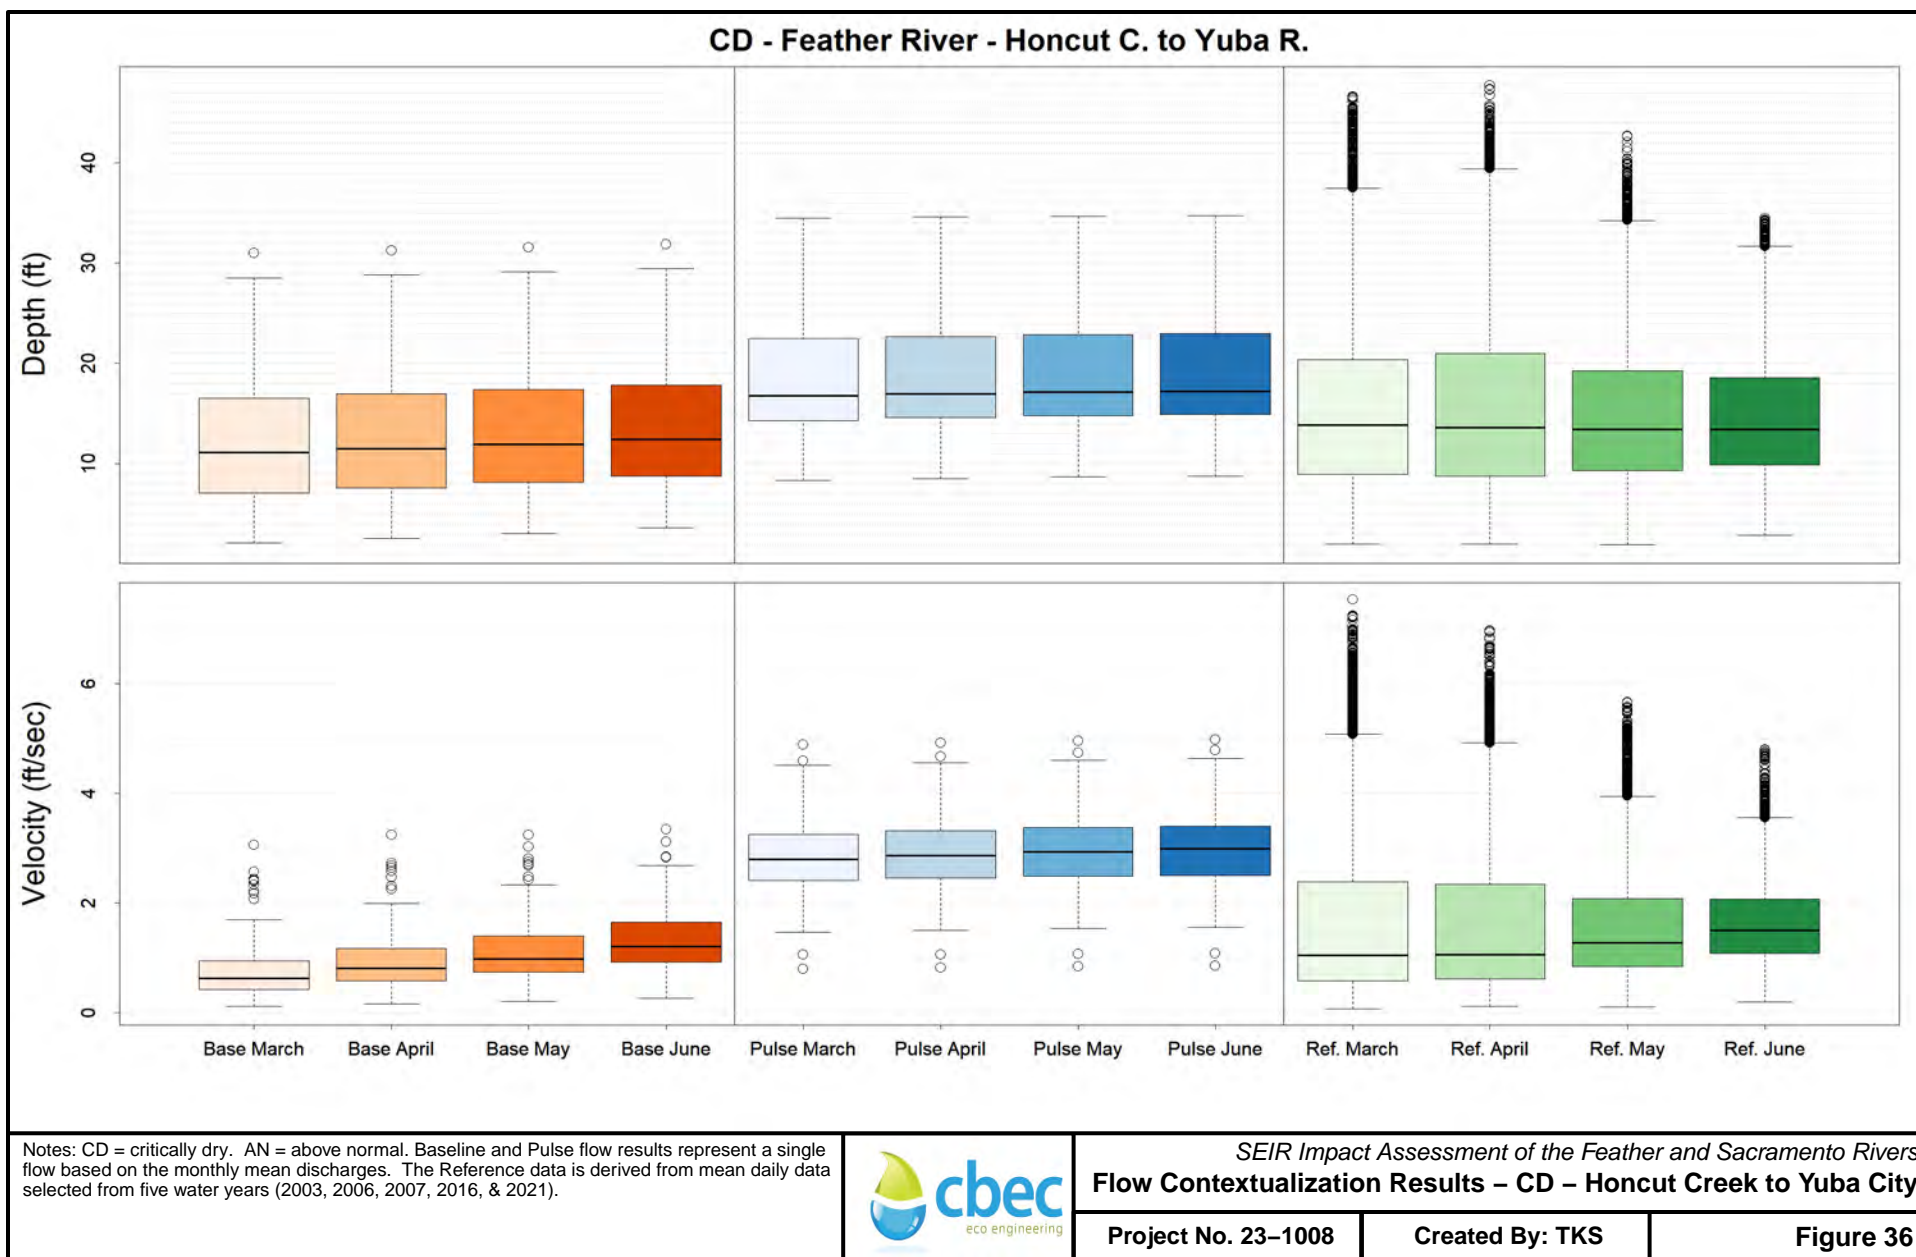 CD - Feather River - Honcut C. to Yuba R.
Depth (ft)
40
30
20
10
Velocity (ft/sec)
6
4
2
0
Base March Base April Base May Base June Pulse March Pulse April Pulse May Pulse June Ref. March Ref. April Ref. May Ref. June
Notes: CD = critically dry. AN = above normal. Baseline and Pulse flow results represent a single
flow based on the monthly mean discharges. The Reference data is derived from mean daily data
selected from five water years (2003, 2006, 2007, 2016, & 2021).
cbec
eco engineering
SEIR Impact Assessment of the Feather and Sacramento Rivers
Flow Contextualization Results – CD – Honcut Creek to Yuba City
Project No. 23–1008
Created By: TKS
Figure 36